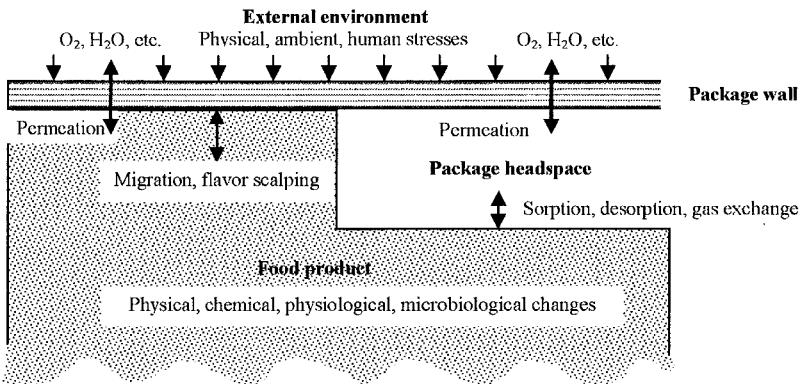 External environment
O₂, H₂O, etc. Physical, ambient, human stresses O₂, H₂O, etc.
Package wall
Permeation
Permeation
Migration, flavor scalping
Package headspace
Sorption, desorption, gas exchange
Food product
Physical, chemical, physiological, microbiological changes